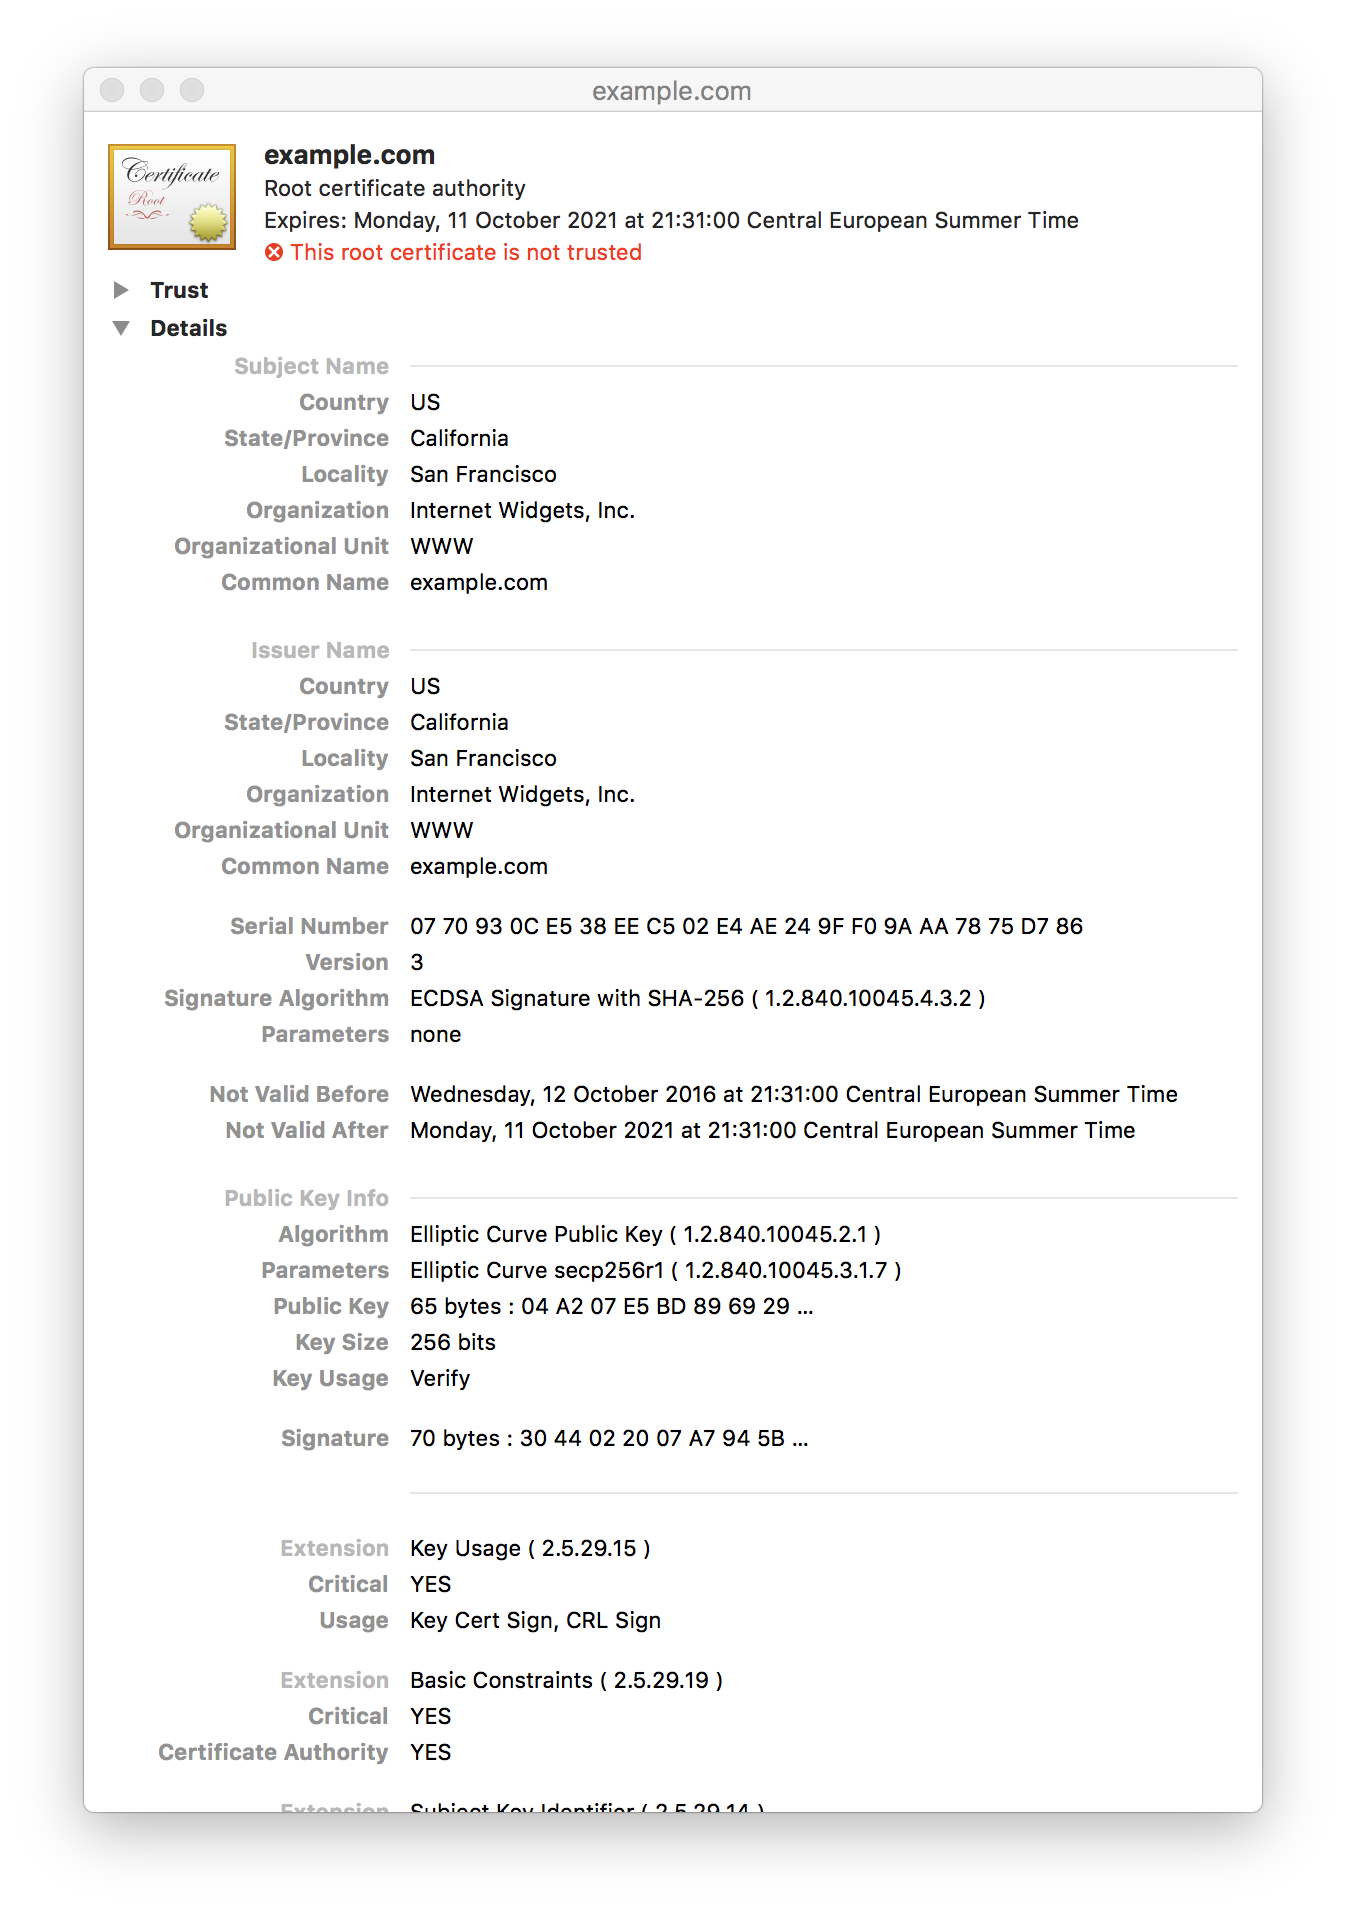 example.com
Certificate
Root
example.com
Root certificate authority
Expires: Monday, 11 October 2021 at 21:31:00 Central European Summer Time
This root certificate is not trusted
Trust
Details
Subject Name
Country US
State/Province California
Locality San Francisco
Organization Internet Widgets, Inc.
Organizational Unit WWW
Common Name example.com
Issuer Name
Country US
State/Province California
Locality San Francisco
Organization Internet Widgets, Inc.
Organizational Unit WWW
Common Name example.com
Serial Number 07 70 93 0C E5 38 EE C5 02 E4 AE 24 9F F0 9A AA 78 75 D7 86
Version 3
Signature Algorithm ECDSA Signature with SHA-256 ( 1.2.840.10045.4.3.2 )
Parameters none
Not Valid Before Wednesday, 12 October 2016 at 21:31:00 Central European Summer Time
Not Valid After Monday, 11 October 2021 at 21:31:00 Central European Summer Time
Public Key Info
Algorithm Elliptic Curve Public Key ( 1.2.840.10045.2.1 )
Parameters Elliptic Curve secp256r1 ( 1.2.840.10045.3.1.7 )
Public Key 65 bytes : 04 A2 07 E5 BD 89 69 29 ...
Key Size 256 bits
Key Usage Verify
Signature 70 bytes : 30 44 02 20 07 A7 94 5B ...
Extension Key Usage ( 2.5.29.15 )
Critical YES
Usage Key Cert Sign, CRL Sign
Extension Basic Constraints ( 2.5.29.19 )
Critical YES
Certificate Authority YES
Extension Subject Key Identifier ( 2.5.29.14 )